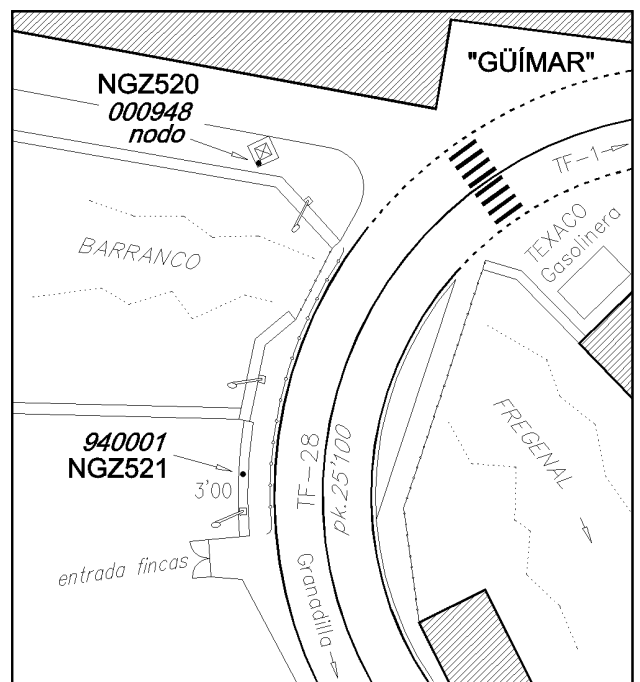 "GÜÍMAR"
NGZ520
000948
nodo
TF-1
TEXACO
Gasolinera
BARRANCO
FREGENAL
940001
NGZ521
3'00
TF-28
pk.25'100
entrada fincas
Granadilla